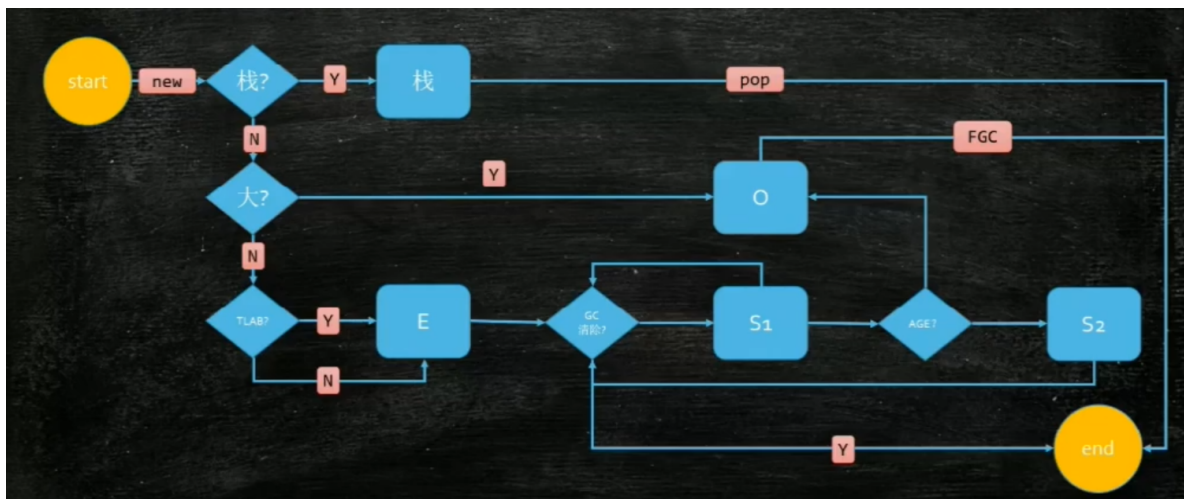 start
new
栈?
Y
栈
pop
N
FGC
Y
大?
O
N
TLAB?
Y
E
GC
清除?
S1
AGE?
S2
N
Y
end